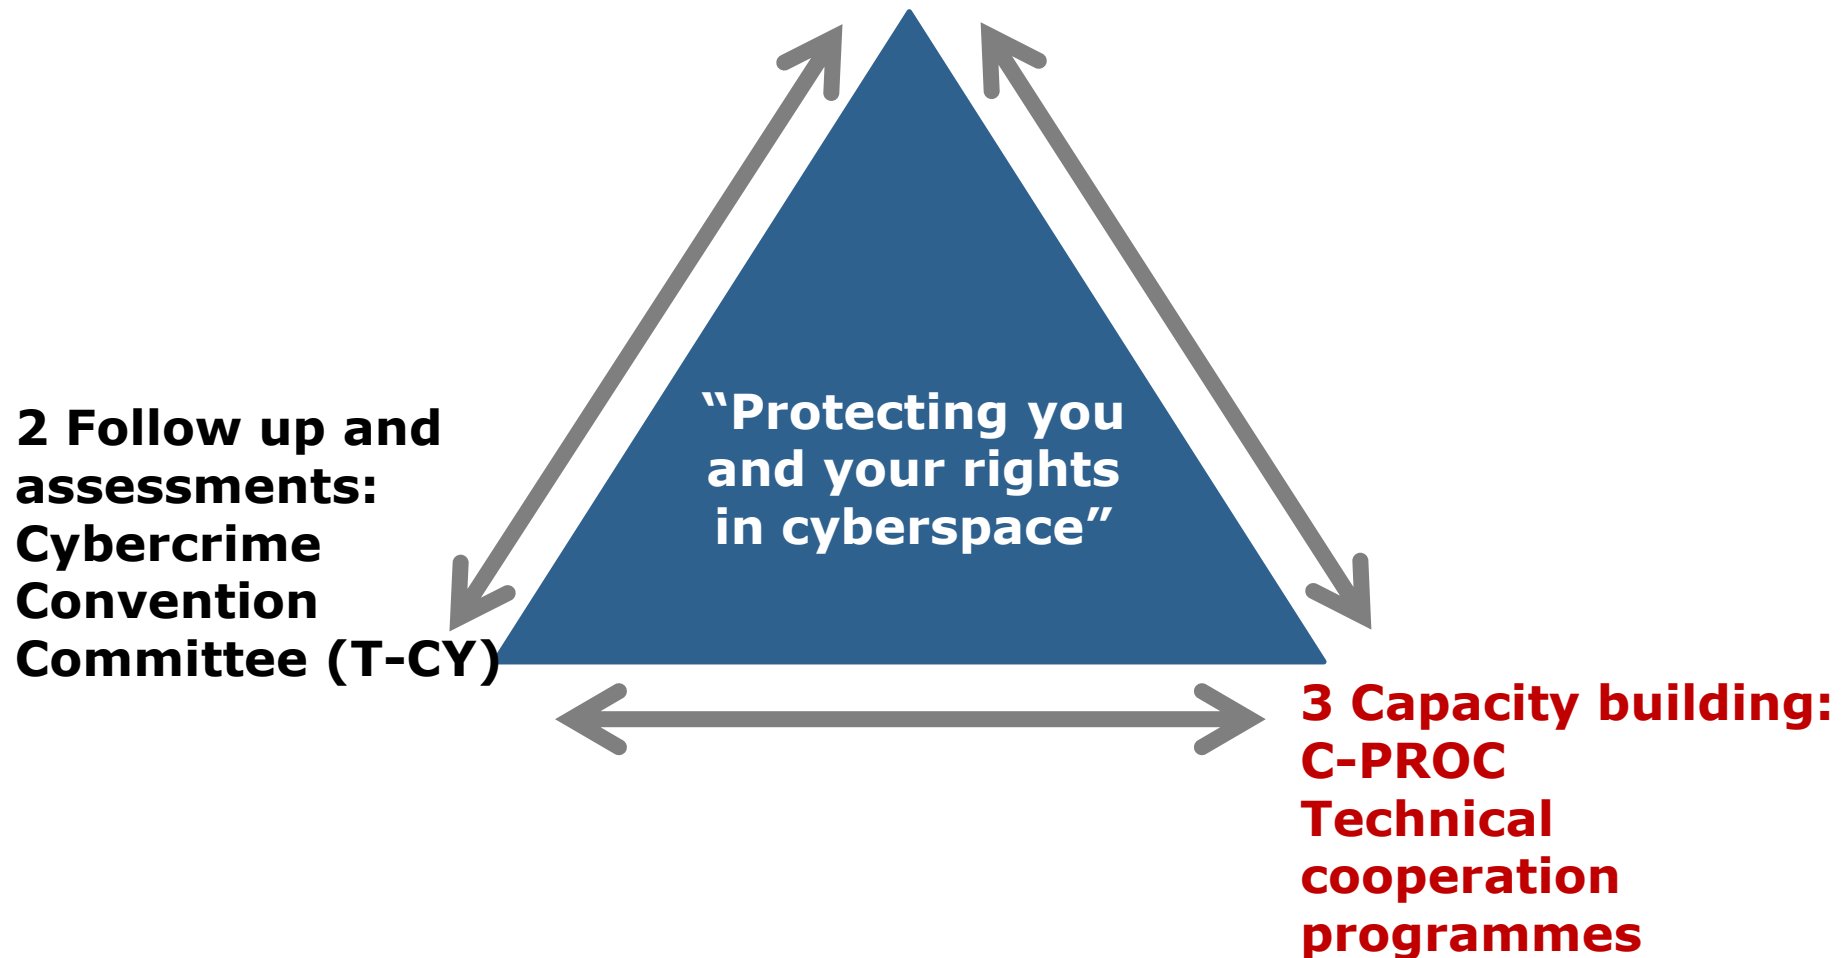 2 Follow up and
assessments:
Cybercrime
Convention
Committee (T-CY)
“Protecting you
and your rights
in cyberspace”
3 Capacity building:
C-PROC
Technical
cooperation
programmes